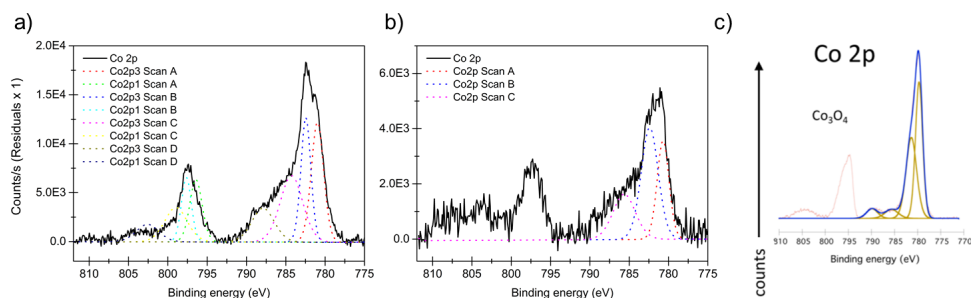 a)
Counts/s (Residuals x 1)
2.0E4
1.5E4
1.0E4
5.0E3
0.0
Co 2p
Co2p3 Scan A
Co2p1 Scan A
Co2p3 Scan B
Co2p1 Scan B
Co2p3 Scan C
Co2p1 Scan C
Co2p3 Scan D
Co2p1 Scan D
810 805 800 795 790 785 780 775
Binding energy (eV)
b)
6.0E3
4.0E3
2.0E3
0.0
Co 2p
Co2p Scan A
Co2p Scan B
Co2p Scan C
810 805 800 795 790 785 780 775
Binding energy (eV)
c)
Co 2p
Co₃O₄
counts
810 805 800 795 790 785 780 775 770
Binding energy (eV)